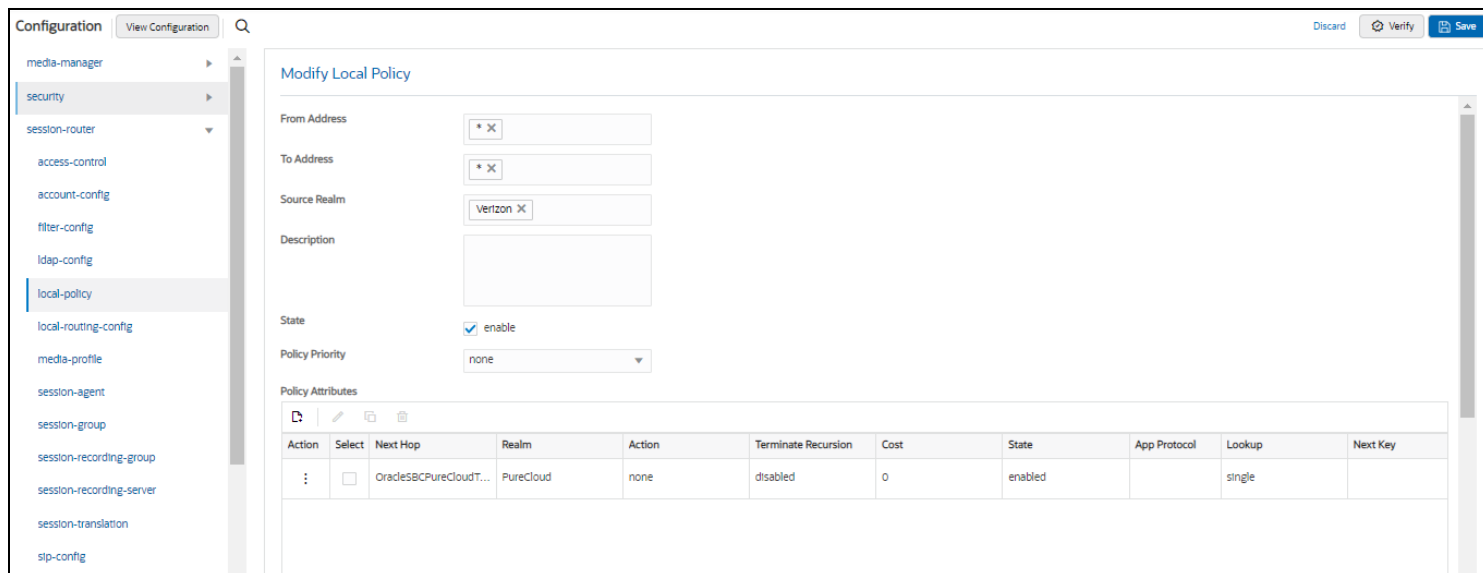 Configuration View Configuration Discard Verify Save
media-manager
security
session-router
access-control
account-config
filter-config
ldap-config
local-policy
local-routing-config
media-profile
session-agent
session-group
session-recording-group
session-recording-server
session-translation
sip-config
Modify Local Policy
From Address * X
To Address * X
Source Realm Verizon X
Description
State enable
Policy Priority none
Policy Attributes
Action Select Next Hop Realm Action Terminate Recursion Cost State App Protocol Lookup Next Key
OracleSBCPureCloudT... PureCloud none disabled 0 enabled single